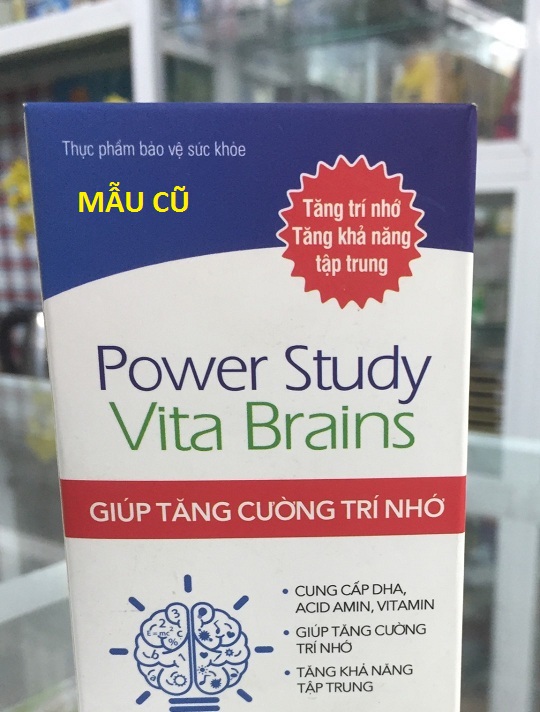 Thực phẩm bảo vệ sức khỏe
MẪU CŨ
Tăng trí nhớ
Tăng khả năng
tập trung
Power Study
Vita Brains
GIÚP TĂNG CƯỜNG TRÍ NHỚ
• CUNG CẤP DHA,
ACID AMIN, VITAMIN
• GIÚP TĂNG CƯỜNG
TRÍ NHỚ
• TĂNG KHẢ NĂNG
TẬP TRUNG